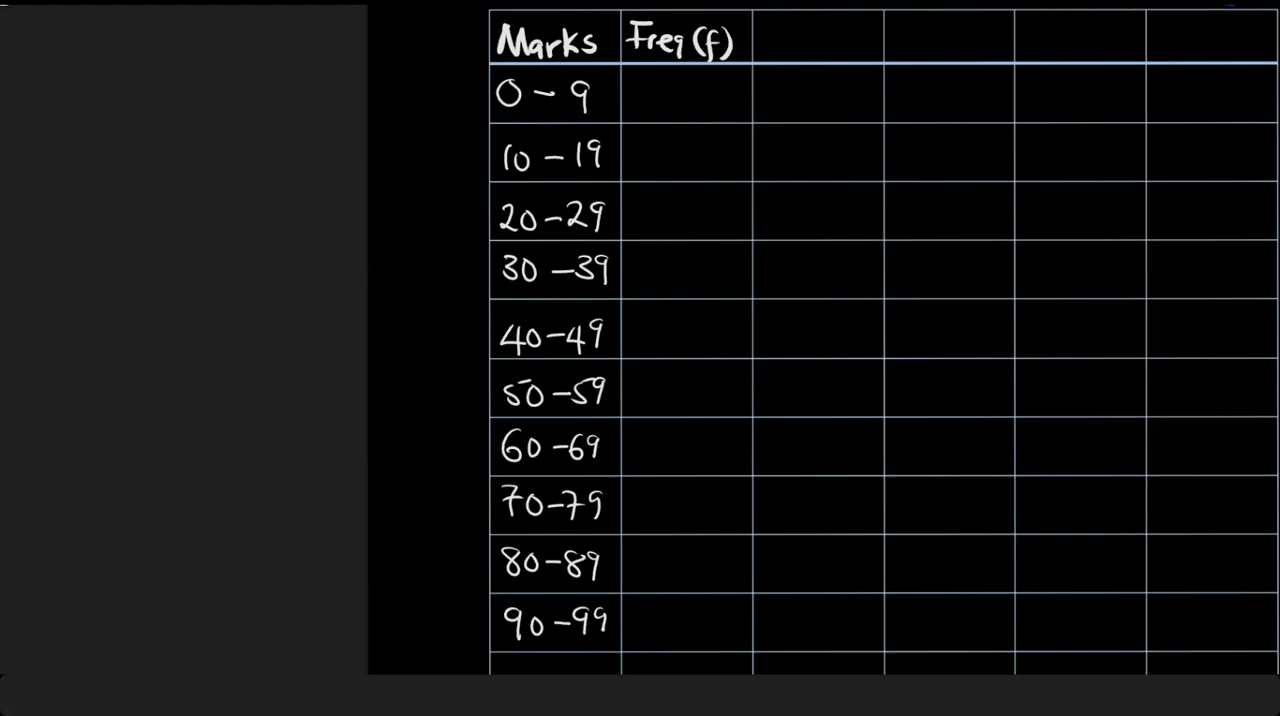 Marks Freq (f)
0 - 9
10 - 19
20 - 29
30 - 39
40 - 49
50 - 59
60 - 69
70 - 79
80 - 89
90 - 99